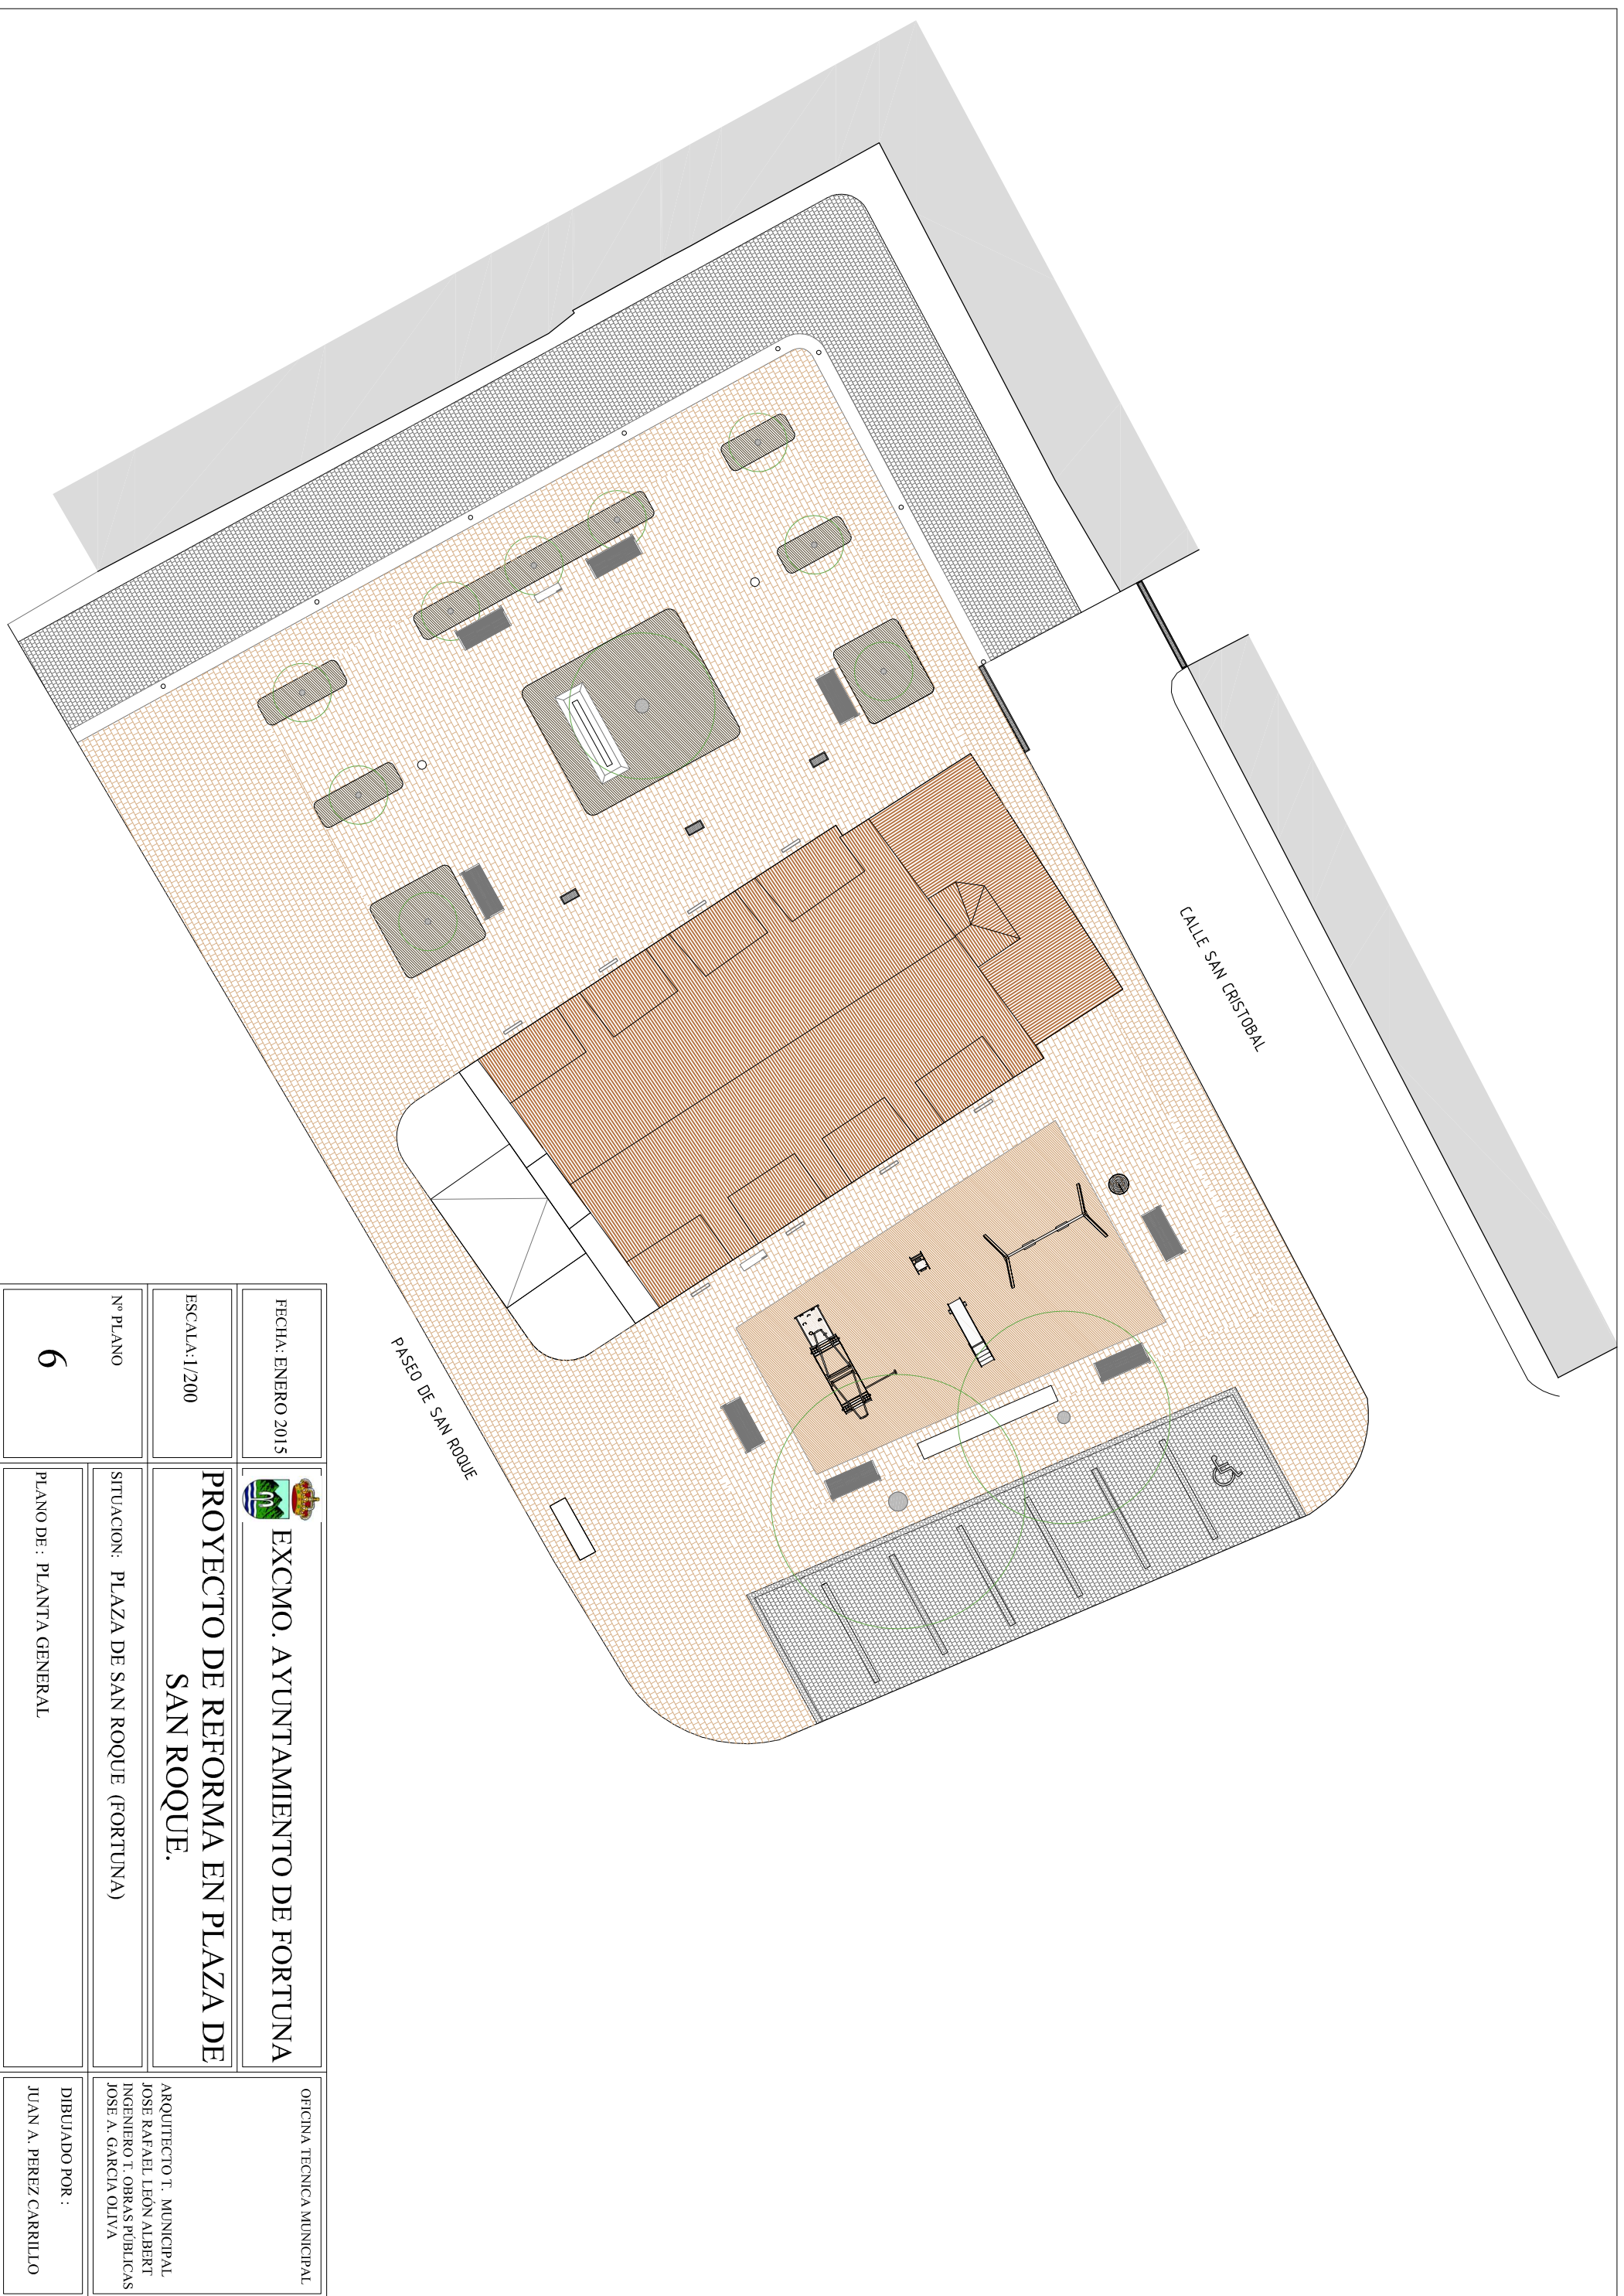 CALLE SAN CRISTOBAL
PASEO DE SAN ROQUE
FECHA: ENERO 2015
EXCMO. AYUNTAMIENTO DE FORTUNA
OFICINA TECNICA MUNICIPAL
ESCALA:1/200
PROYECTO DE REFORMA EN PLAZA DE
SAN ROQUE.
ARQUITECTO T. MUNICIPAL
JOSE RAFAEL LEÓN ALBERT
INGENIERO T. OBRAS PÚBLICAS
JOSE A. GARCIA OLIVA
Nº PLANO
6
SITUACION: PLAZA DE SAN ROQUE (FORTUNA)
PLANO DE : PLANTA GENERAL
DIBUJADO POR :
JUAN A. PEREZ CARRILLO